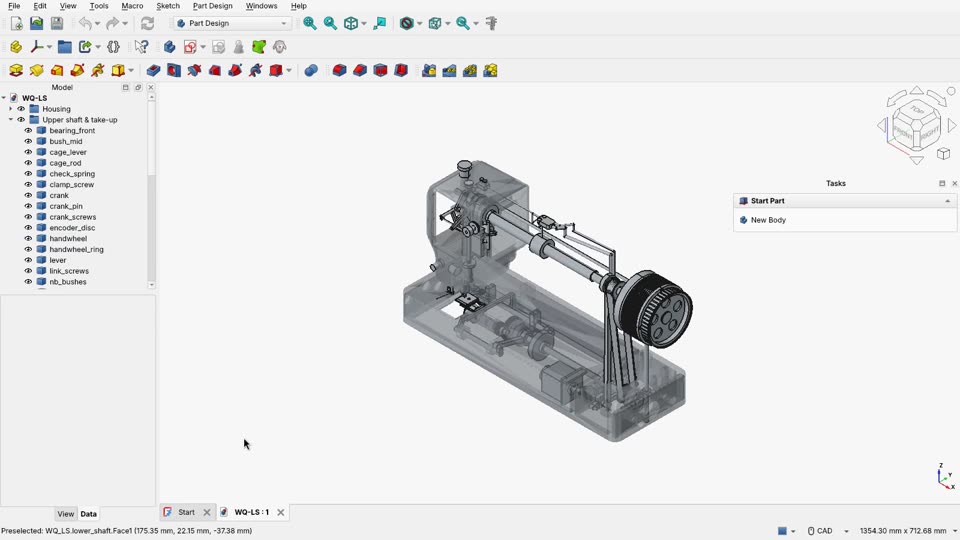 File Edit View Tools Macro Sketch Part Design Windows Help
Part Design
Model
WQ-LS
Housing
Upper shaft & take-up
bearing_front
bush_mid
cage_lever
cage_rod
check_spring
clamp_screw
crank
crank_pin
crank_screws
encoder_disc
handwheel
handwheel_ring
lever
link_screws
nb_bushes
View Data
FRONT
RIGHT
Tasks
Start Part
New Body
Z
Y
X
Start
WQ-LS : 1
Preselected: WQ_LS.lower_shaft.Face1 (175.35 mm, 22.15 mm, -37.38 mm)
CAD
1354.30 mm x 712.68 mm